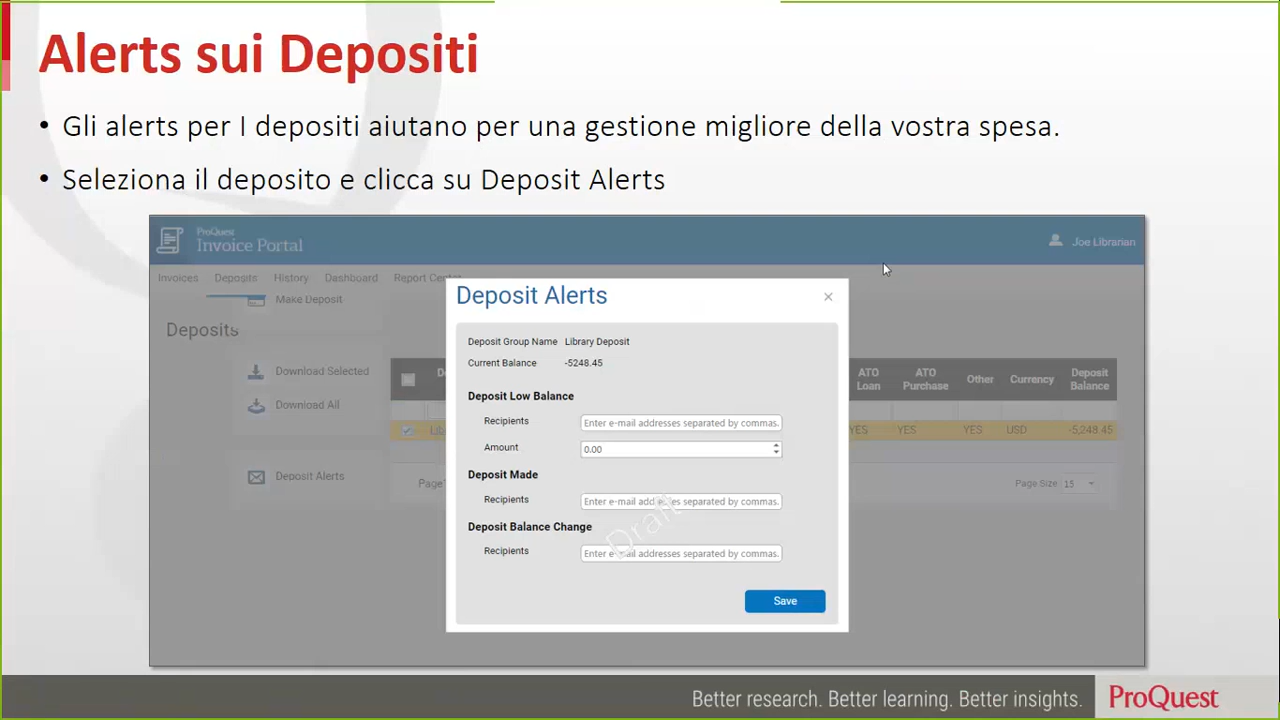 Alerts sui Depositi
• Gli alerts per I depositi aiutano per una gestione migliore della vostra spesa.
• Seleziona il deposito e clicca su Deposit Alerts
ProQuest
Invoice Portal
Joe Librarian
Invoices Deposits History Dashboard Report Center
Make Deposit
Deposits
Download Selected
Download All
Deposit Alerts
ATO Loan ATO Purchase Other Currency Deposit Balance
YES YES YES USD -5,248.45
Page
Page Size 15
Deposit Alerts ×
Deposit Group Name Library Deposit
Current Balance -5248.45
Deposit Low Balance
Recipients Enter e-mail addresses separated by commas.
Amount 0.00
Deposit Made
Recipients Enter e-mail addresses separated by commas.
Deposit Balance Change
Recipients Enter e-mail addresses separated by commas.
Draft
Save
Better research. Better learning. Better insights.
ProQuest